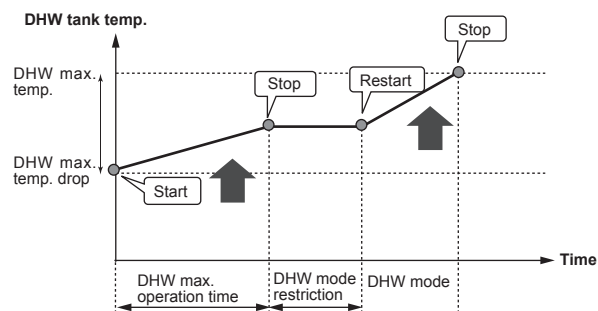 DHW tank temp.
Stop
DHW max.
temp.
Stop
Restart
DHW max.
temp. drop
Start
Time
DHW max.
operation time
DHW mode
restriction
DHW mode